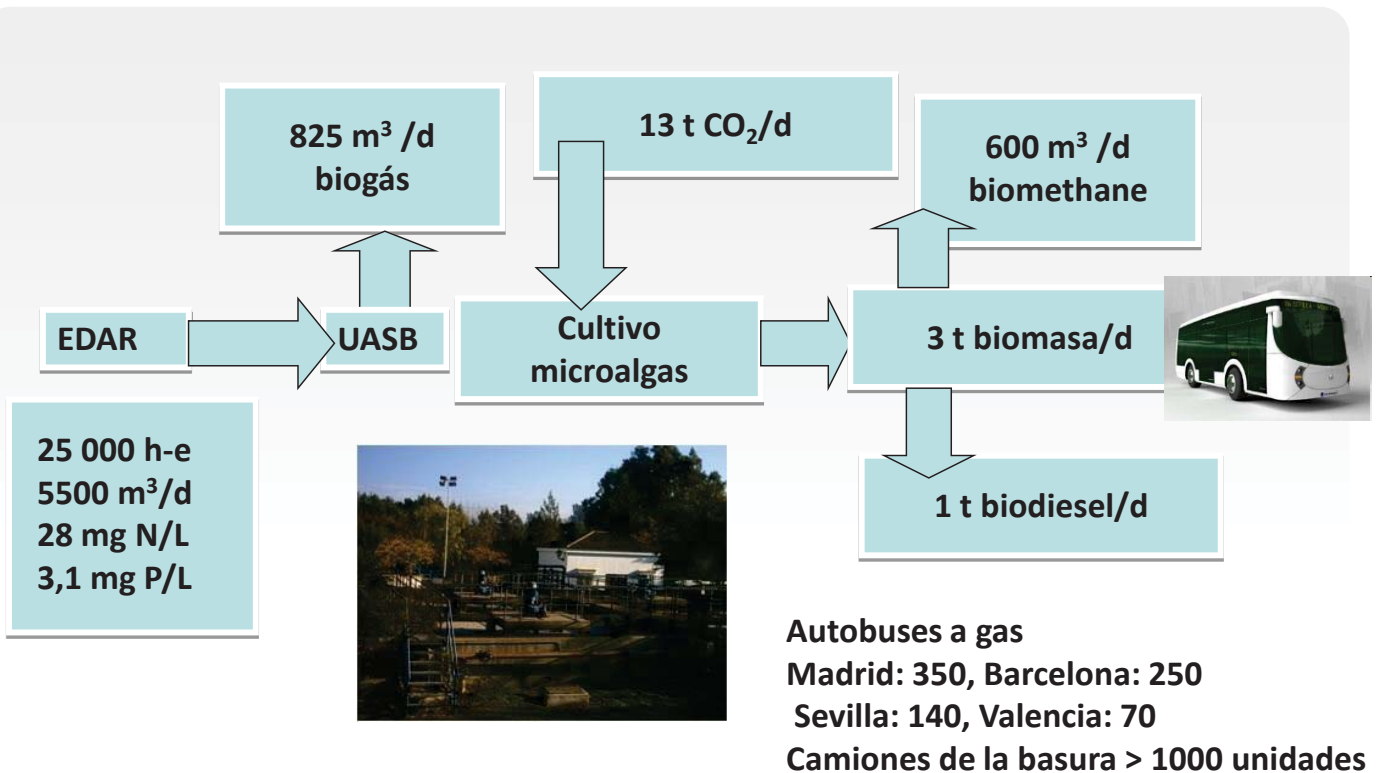 825 m³ /d
biogás
13 t CO₂/d
600 m³ /d
biomethane
EDAR
UASB
Cultivo
microalgas
3 t biomasa/d
25 000 h-e
5500 m³/d
28 mg N/L
3,1 mg P/L
1 t biodiesel/d
Autobuses a gas
Madrid: 350, Barcelona: 250
Sevilla: 140, Valencia: 70
Camiones de la basura > 1000 unidades